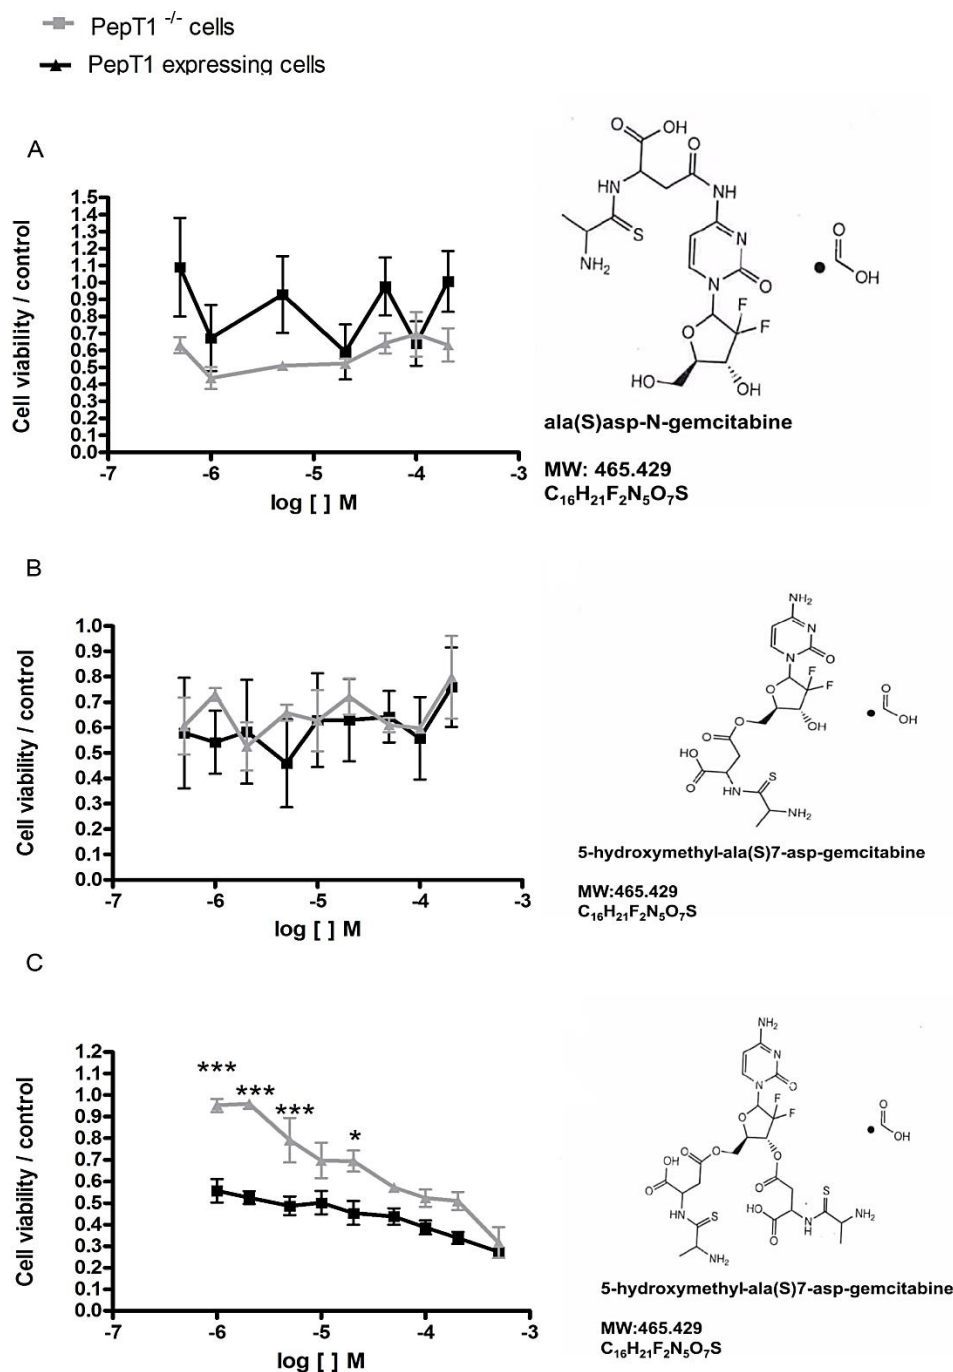 PepT1 -/- cells
PepT1 expressing cells
A
Cell viability / control
1.5
1.4
1.3
1.2
1.1
1.0
0.9
0.8
0.7
0.6
0.5
0.4
0.3
0.2
0.1
0.0
-7 -6 -5 -4 -3
log [ ] M
O OH
O
HN NH
S
NH2
N
N O
O F
F
HO
OH
O
OH
ala(S)asp-N-gemcitabine
MW: 465.429
C16H21F2N5O7S
B
Cell viability / control
1.0
0.9
0.8
0.7
0.6
0.5
0.4
0.3
0.2
0.1
0.0
-7 -6 -5 -4 -3
log [ ] M
NH2
N
N O
O F
F
O OH
O
HO
O HN
S
NH2
O
OH
5-hydroxymethyl-ala(S)7-asp-gemcitabine
MW:465.429
C16H21F2N5O7S
C
Cell viability / control
1.2
1.1
1.0
0.9
0.8
0.7
0.6
0.5
0.4
0.3
0.2
0.1
0.0
***
***
***
*
-7 -6 -5 -4 -3
log [ ] M
NH2
N
N O
O F
F
OH O O
O
O
O
HN
S
NH2
HO
O
N
H
S
NH2
O
OH
5-hydroxymethyl-ala(S)7-asp-gemcitabine
MW:465.429
C16H21F2N5O7S